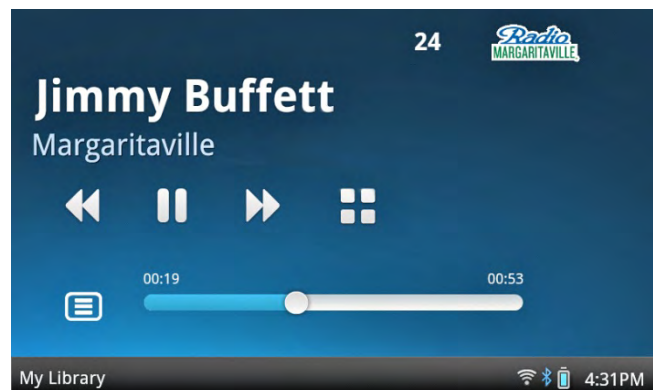 24
Radio
MARGARITAVILLE
Jimmy Buffett
Margaritaville
00:19 00:53
My Library 4:31PM